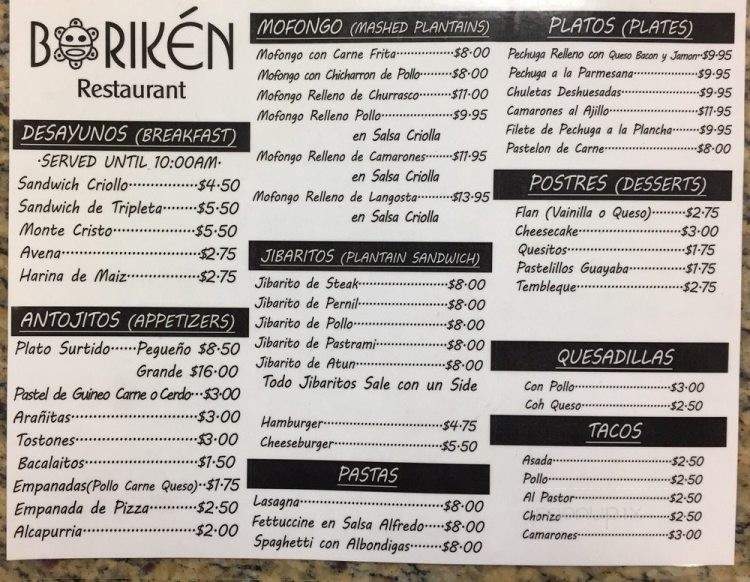 BORIKÉN
Restaurant
DESAYUNOS (BREAKFAST)
·SERVED UNTIL 10:00AM·
Sandwich Criollo················$4·50
Sandwich de Tripleta·······$5·50
Monte Cristo··················$5·50
Avena·························$2·75
Harina de Maiz·············$2·75
ANTOJITOS (APPETIZERS)
Plato Surtido······Pegueño $8·50
Grande $16·00
Pastel de Guineo Carne o Cerdo···$3·00
Arañitas·······················$3·00
Tostones·······················$3·00
Bacalaitos·····················$1·50
Empanadas(Pollo Carne Queso)··$1·75
Empanada de Pizza········$2·50
Alcapurria·····················$2·00
MOFONGO (MASHED PLANTAINS)
Mofongo con Carne Frita···········$8·00
Mofongo con Chicharron de Pollo······$8·00
Mofongo Relleno de Churrasco·····$11·00
Mofongo Relleno Pollo·············$9·95
en Salsa Criolla
Mofongo Relleno de Camarones·····$11·95
en Salsa Criolla
Mofongo Relleno de Langosta·····$13·95
en Salsa Criolla
JIBARITOS (PLANTAIN SANDWICH)
Jibarito de Steak·················$8·00
Jibarito de Pernil················$8·00
Jibarito de Pollo·················$8·00
Jibarito de Pastrami············$8·00
Jibarito de Atun·················$8·00
Todo Jibaritos Sale con un Side
Hamburger·······················$4·75
Cheeseburger···················$5·50
PASTAS
Lasagna·························$8·00
Fettuccine en Salsa Alfredo····$8·00
Spaghetti con Albondigas·····$8·00
PLATOS (PLATES)
Pechuga Relleno con Queso Bacon y Jamon··$9·95
Pechuga a la Parmesana············$9·95
Chuletas Deshuesadas··············$9·95
Camarones al Ajillo················$11·95
Filete de Pechuga a la Plancha····$9·95
Pastelon de Carne·················$8·00
POSTRES (DESSERTS)
Flan (Vainilla o Queso)········$2·75
Cheesecake····················$3·00
Quesitos·······················$1·75
Pastelillos Guayaba···········$1·75
Tembleque·····················$2·75
QUESADILLAS
Con Pollo·····················$3·00
Coh Queso····················$2·50
TACOS
Asada·························$2·50
Pollo··························$2·50
Al Pastor·····················$2·50
Chorizo·······················$2·50
Camarones····················$3·00